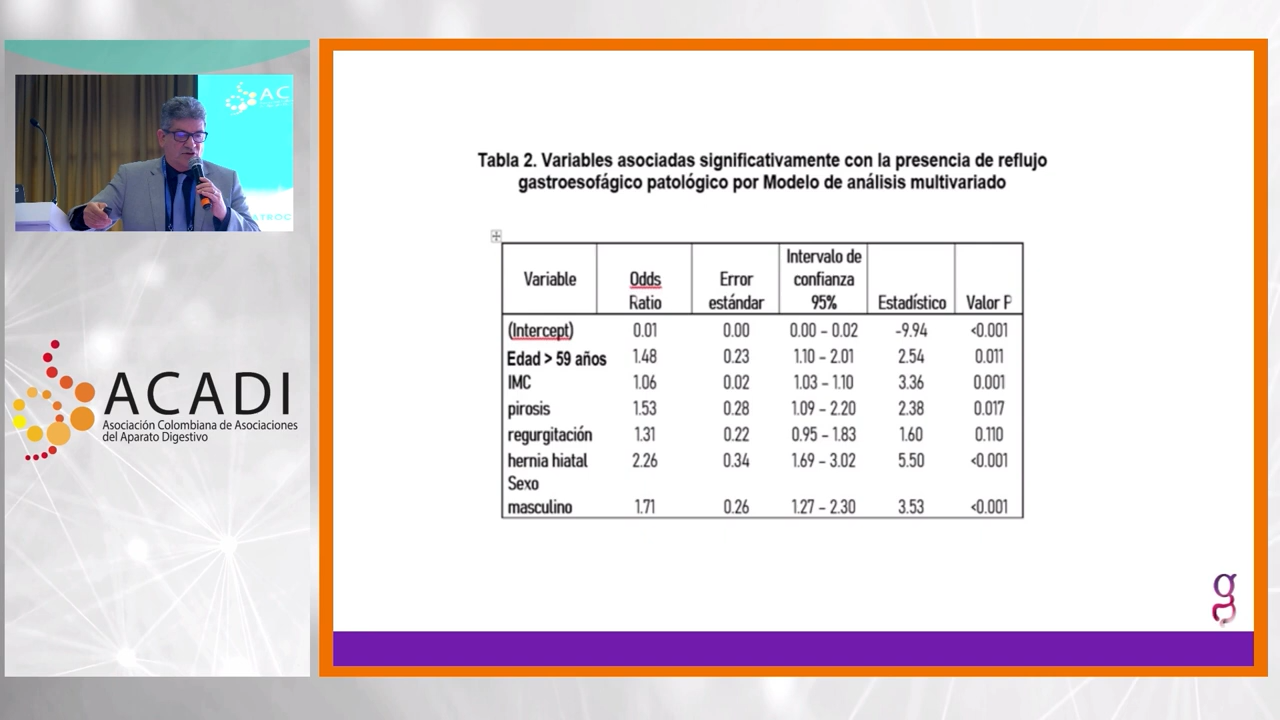 AC
ATROC
ACADI
Asociación Colombiana de Asociaciones
del Aparato Digestivo
Tabla 2. Variables asociadas significativamente con la presencia de reflujo
gastroesofágico patológico por Modelo de análisis multivariado
Variable Odds Ratio Error estándar Intervalo de confianza 95% Estadístico Valor P
(Intercept) 0.01 0.00 0.00 – 0.02 -9.94 <0.001
Edad > 59 años 1.48 0.23 1.10 – 2.01 2.54 0.011
IMC 1.06 0.02 1.03 – 1.10 3.36 0.001
pirosis 1.53 0.28 1.09 – 2.20 2.38 0.017
regurgitación 1.31 0.22 0.95 – 1.83 1.60 0.110
hernia hiatal 2.26 0.34 1.69 – 3.02 5.50 <0.001
Sexo
masculino 1.71 0.26 1.27 – 2.30 3.53 <0.001
g